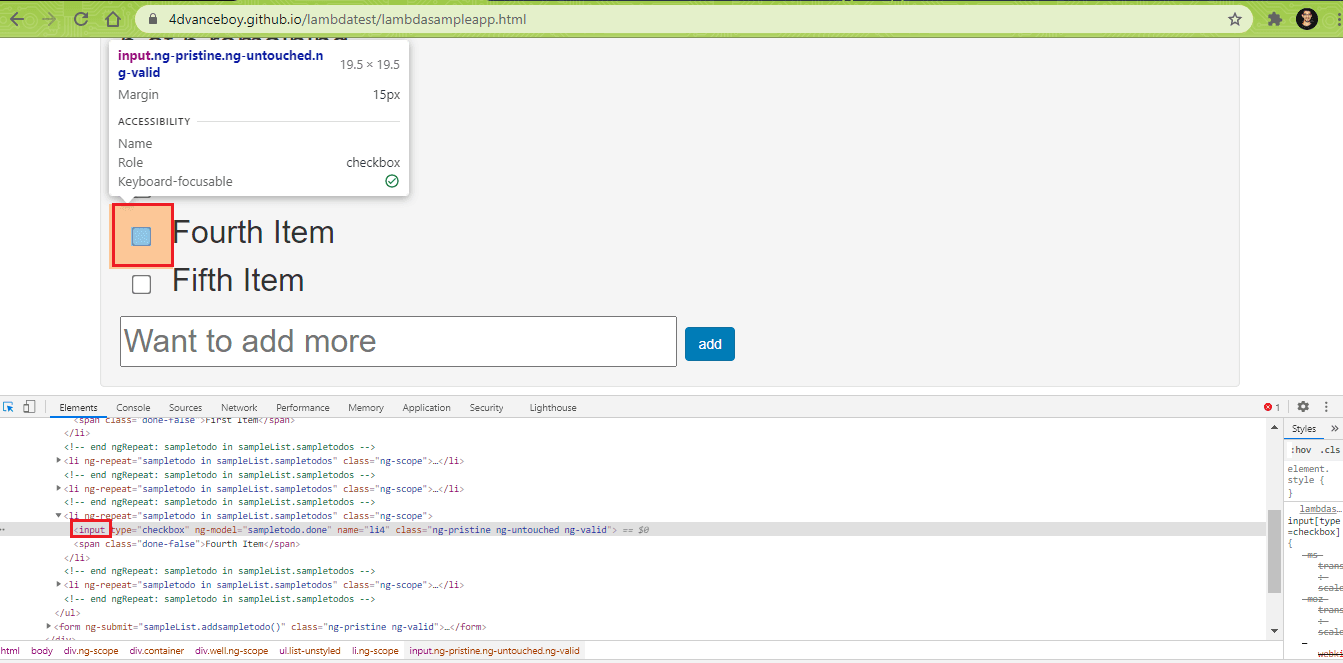 4dvanceboy.github.io/lambdatest/lambdasampleapp.html
input.ng-pristine.ng-untouched.n
g-valid
19.5 × 19.5
Margin 15px
ACCESSIBILITY
Name
Role checkbox
Keyboard-focusable
Fourth Item
Fifth Item
Want to add more add
Elements Console Sources Network Performance Memory Application Security Lighthouse 1
<span class="done-false">First Item</span>
</li>
<!-- end ngRepeat: sampletodo in sampleList.sampletodos -->
<li ng-repeat="sampletodo in sampleList.sampletodos" class="ng-scope">…</li>
<!-- end ngRepeat: sampletodo in sampleList.sampletodos -->
<li ng-repeat="sampletodo in sampleList.sampletodos" class="ng-scope">…</li>
<!-- end ngRepeat: sampletodo in sampleList.sampletodos -->
<li ng-repeat="sampletodo in sampleList.sampletodos" class="ng-scope">
<input type="checkbox" ng-model="sampletodo.done" name="li4" class="ng-pristine ng-untouched ng-valid"> == $0
<span class="done-false">Fourth Item</span>
</li>
<!-- end ngRepeat: sampletodo in sampleList.sampletodos -->
<li ng-repeat="sampletodo in sampleList.sampletodos" class="ng-scope">…</li>
<!-- end ngRepeat: sampletodo in sampleList.sampletodos -->
</ul>
<form ng-submit="sampleList.addsampletodo()" class="ng-pristine ng-valid">…</form>
</div>
html body div.ng-scope div.container div.well.ng-scope ul.list-unstyled li.ng-scope input.ng-pristine.ng-untouched.ng-valid
Styles »
:hov .cls
element.
style {
}
lambdas…
input[type
=checkbox]
{
-ms-
trans
:
scale
-moz-
trans
:
scale
-
webki